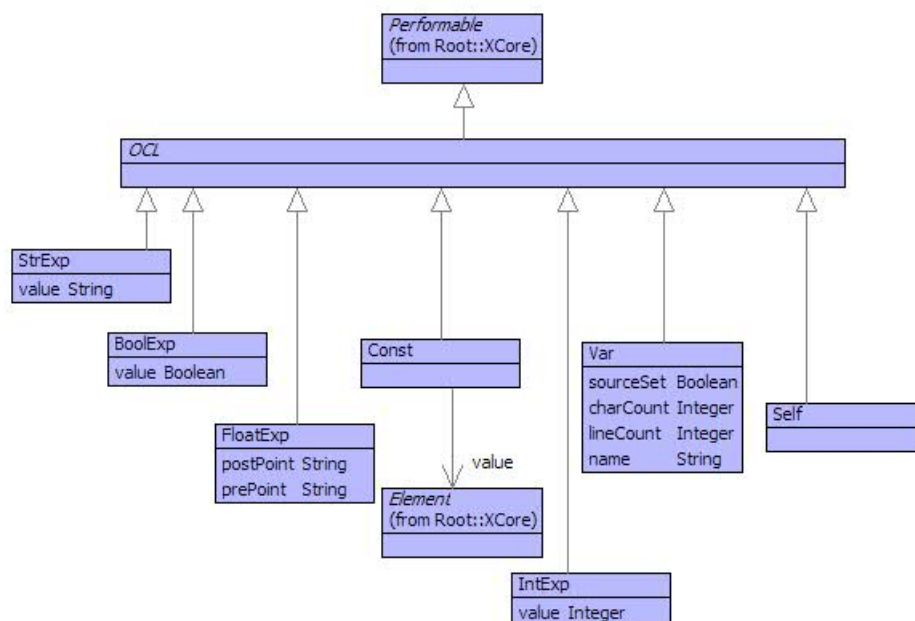 Performable
(from Root::XCore)
OCL
StrExp
value String
BoolExp
value Boolean
Const
Var
sourceSet Boolean
charCount Integer
lineCount Integer
name String
Self
FloatExp
postPoint String
prePoint String
value
Element
(from Root::XCore)
IntExp
value Integer